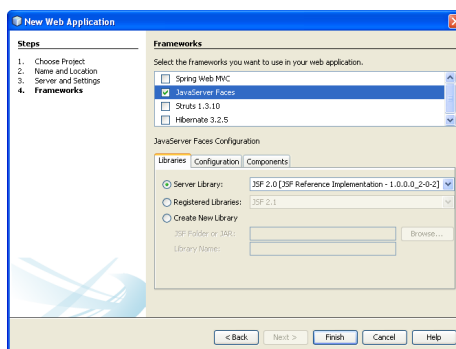 New Web Application
Steps
1. Choose Project
2. Name and Location
3. Server and Settings
4. Frameworks
Frameworks
Select the frameworks you want to use in your web application.
Spring Web MVC
JavaServer Faces
Struts 1.3.10
Hibernate 3.2.5
JavaServer Faces Configuration
Libraries Configuration Components
Server Library: JSF 2.0 [JSF Reference Implementation - 1.0.0.0_2-0-2]
Registered Libraries: JSF 2.1
Create New Library
JSF Folder or JAR: Browse...
Library Name:
< Back Next > Finish Cancel Help